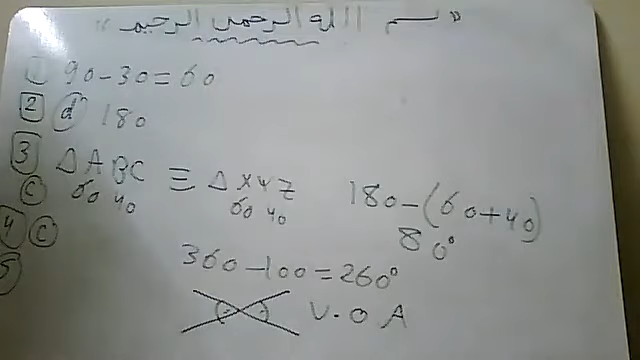 « بسم الله الرحمن الرحيم »
1 90-30=60
2 d 180
3 ΔABC ≡ ΔXYZ
C 60 40 60 40 180-(60+40)
80°
4 C
5 360-100=260°
V.O A